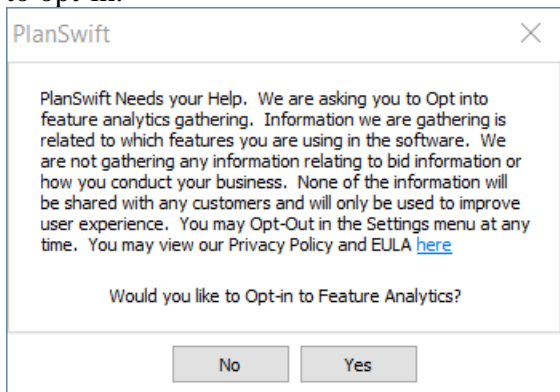 to opt-in.
PlanSwift
PlanSwift Needs your Help. We are asking you to Opt into
feature analytics gathering. Information we are gathering is
related to which features you are using in the software. We
are not gathering any information relating to bid information or
how you conduct your business. None of the information will
be shared with any customers and will only be used to improve
user experience. You may Opt-Out in the Settings menu at any
time. You may view our Privacy Policy and EULA here
Would you like to Opt-in to Feature Analytics?
No Yes